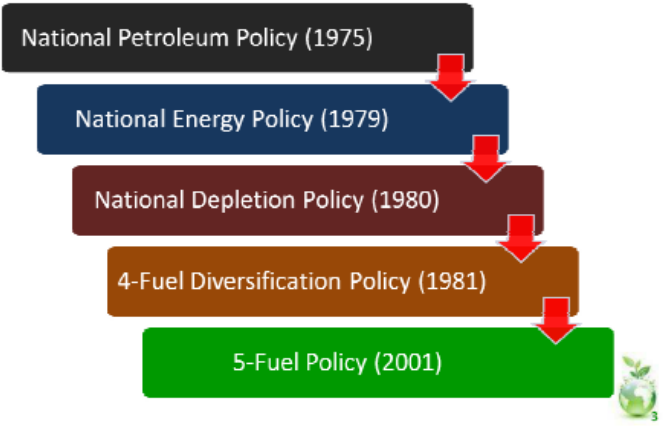 National Petroleum Policy (1975)
National Energy Policy (1979)
National Depletion Policy (1980)
4-Fuel Diversification Policy (1981)
5-Fuel Policy (2001)
3